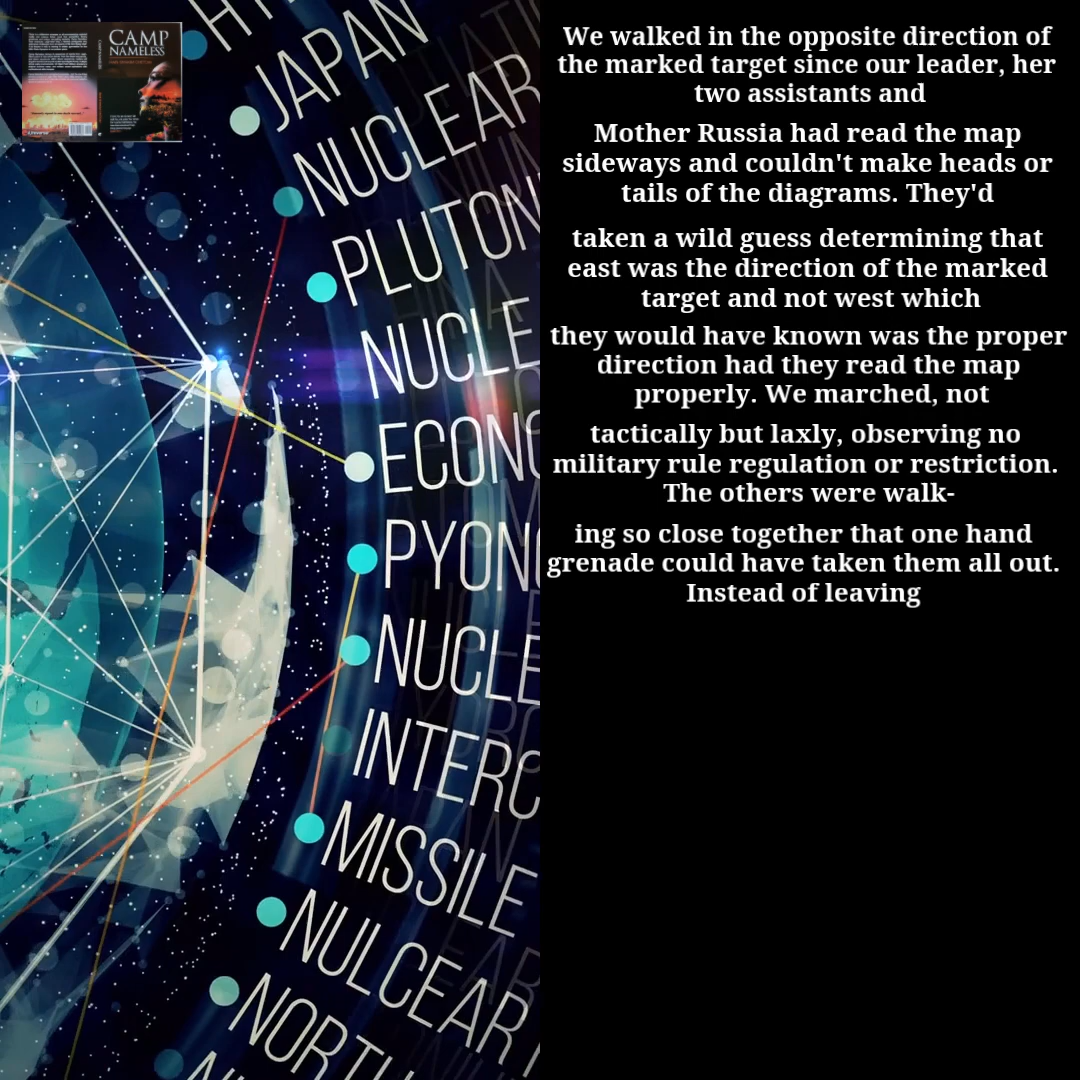 CAMP
NAMELESS
iUniverse
JAPAN
NUCLEAR
PLUTON
NUCLE
ECONO
PYONG
NUCLE
INTERC
MISSILE
NULCEAR
NORTH
We walked in the opposite direction of
the marked target since our leader, her
two assistants and
Mother Russia had read the map
sideways and couldn't make heads or
tails of the diagrams. They'd
taken a wild guess determining that
east was the direction of the marked
target and not west which
they would have known was the proper
direction had they read the map
properly. We marched, not
tactically but laxly, observing no
military rule regulation or restriction.
The others were walk-
ing so close together that one hand
grenade could have taken them all out.
Instead of leaving